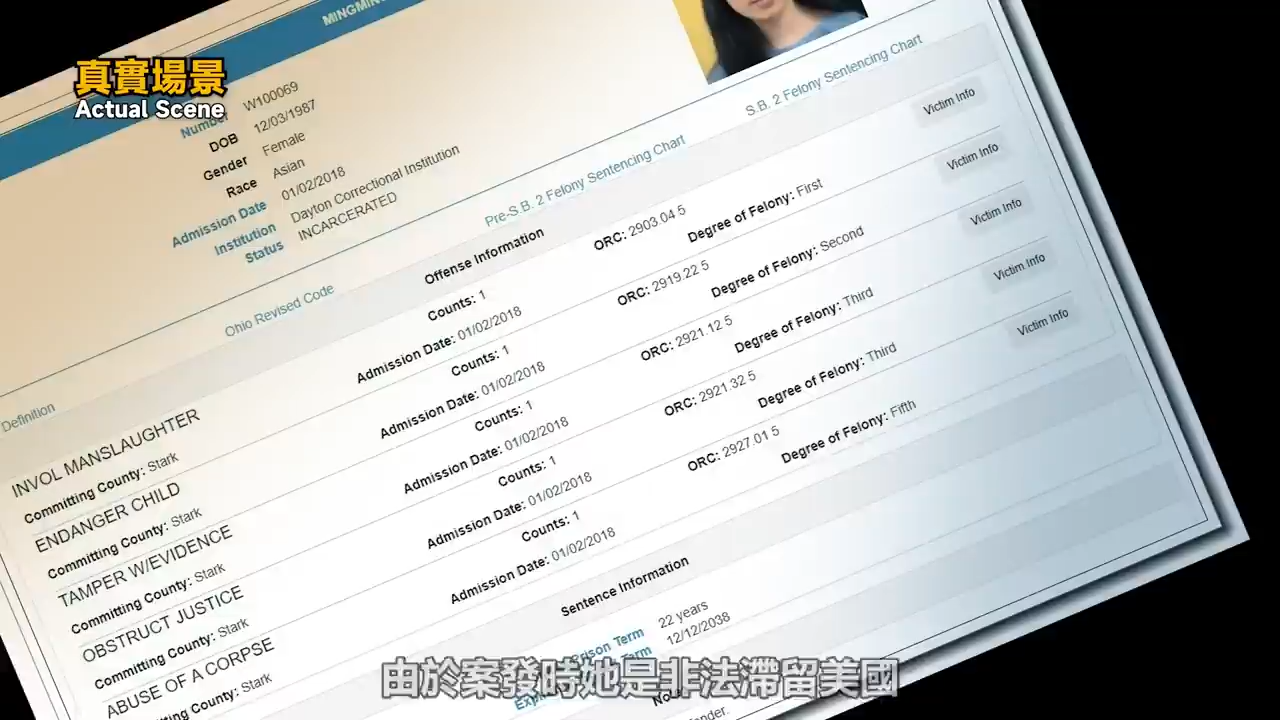 MINGMING
真實場景
Actual Scene
Number W100069
DOB 12/03/1987
Gender Female
Race Asian
Admission Date 01/02/2018
Institution Dayton Correctional Institution
Status INCARCERATED
Definition Ohio Revised Code Pre-S.B. 2 Felony Sentencing Chart S.B. 2 Felony Sentencing Chart
Offense Information
INVOL MANSLAUGHTER Counts: 1 ORC: 2903.04 5 Victim Info
Committing County: Stark Admission Date: 01/02/2018 Degree of Felony: First
ENDANGER CHILD Counts: 1 ORC: 2919.22 5 Victim Info
Committing County: Stark Admission Date: 01/02/2018 Degree of Felony: Second
TAMPER W/EVIDENCE Counts: 1 ORC: 2921.12 5 Victim Info
Committing County: Stark Admission Date: 01/02/2018 Degree of Felony: Third
OBSTRUCT JUSTICE Counts: 1 ORC: 2921.32 5 Victim Info
Committing County: Stark Admission Date: 01/02/2018 Degree of Felony: Third
ABUSE OF A CORPSE Counts: 1 ORC: 2927.01 5 Victim Info
County: Stark Admission Date: 01/02/2018 Degree of Felony: Fifth
Sentence Information
Prison Term 22 years
Term 12/12/2038
由於案發時她是非法滯留美國